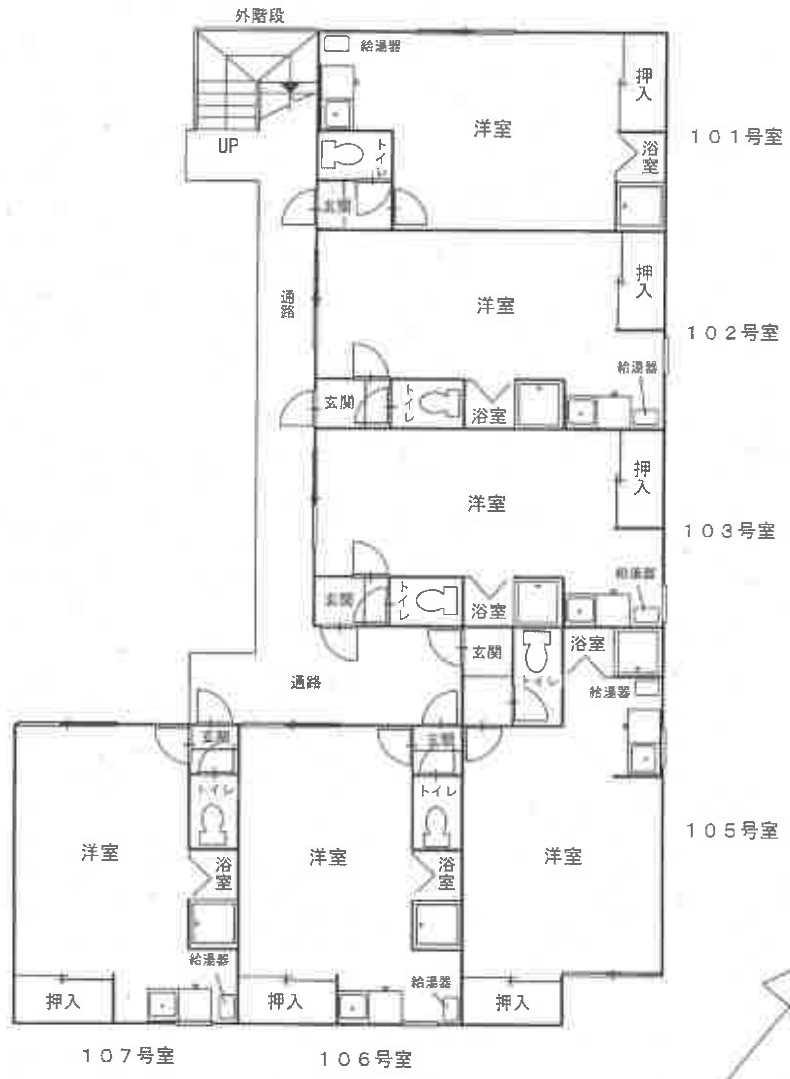 外階段
給湯器
押入
洋室
UP
トイレ
浴室
101号室
玄関
押入
通路
洋室
102号室
給湯器
玄関
トイレ
浴室
押入
洋室
103号室
給湯器
玄関
トイレ
浴室
玄関
浴室
トイレ
通路
給湯器
玄関
玄関
トイレ
トイレ
105号室
洋室
洋室
洋室
浴室
浴室
給湯器
給湯器
押入
押入
押入
107号室
106号室